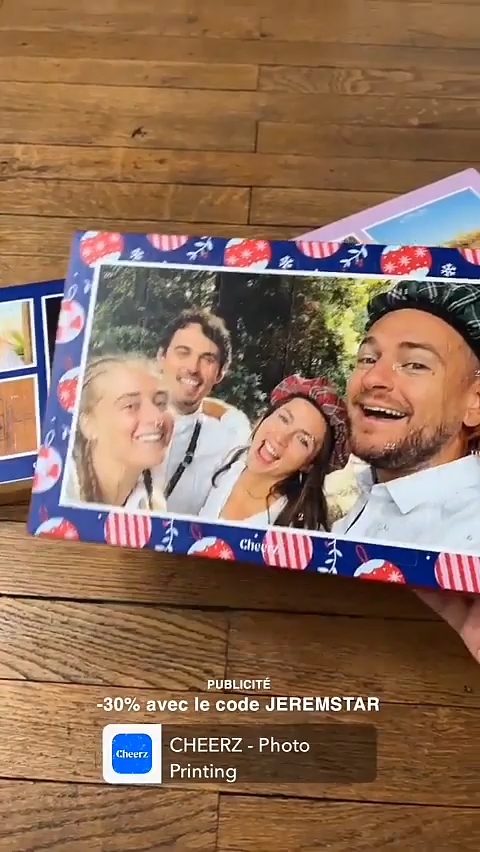 Cheerz
PUBLICITÉ
-30% avec le code JEREMSTAR
Cheerz
CHEERZ - Photo
Printing